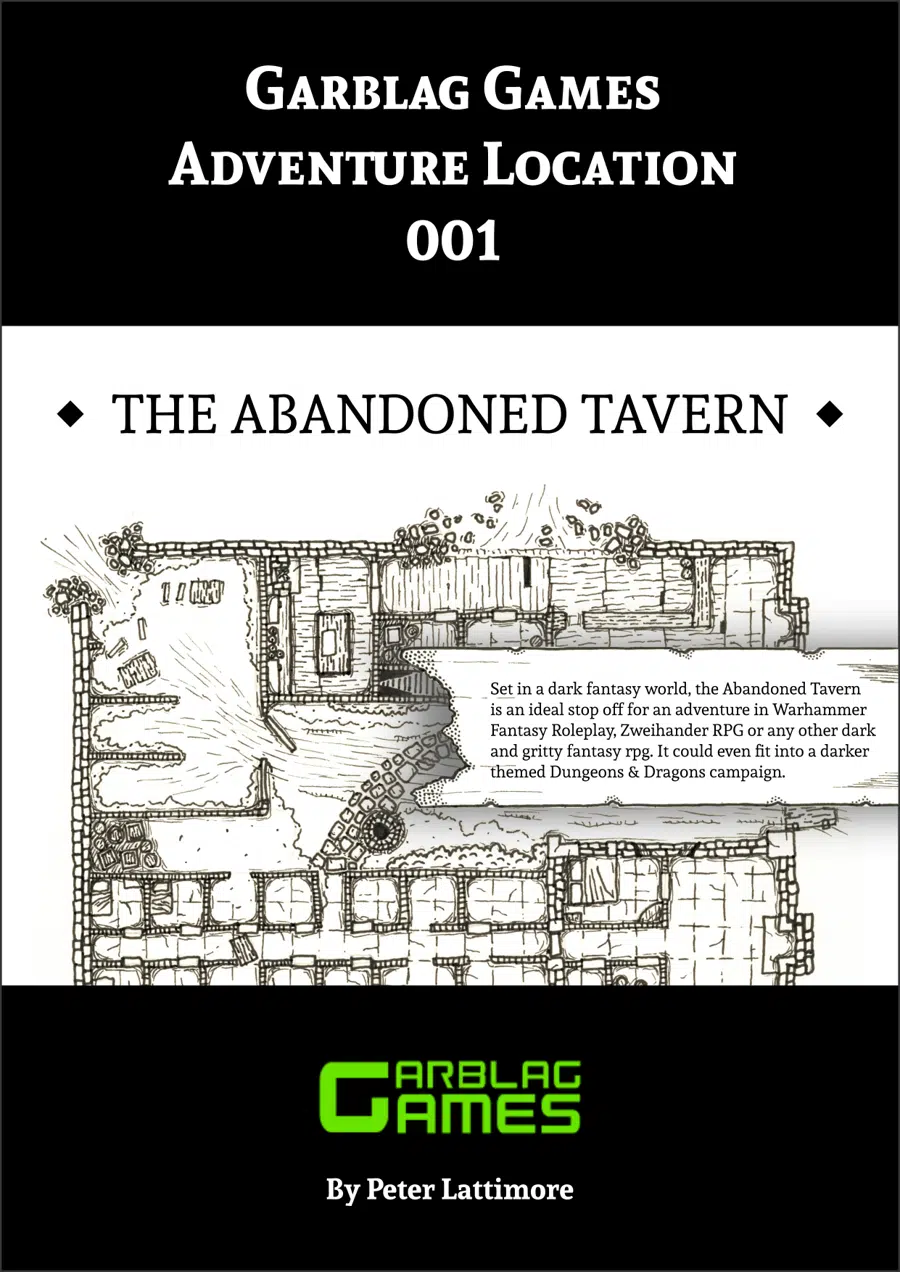 Garblag Games
Adventure Location
001
◆ THE ABANDONED TAVERN ◆
Set in a dark fantasy world, the Abandoned Tavern
is an ideal stop off for an adventure in Warhammer
Fantasy Roleplay, Zweihander RPG or any other dark
and gritty fantasy rpg. It could even fit into a darker
themed Dungeons & Dragons campaign.
GARBLAG
GAMES
By Peter Lattimore